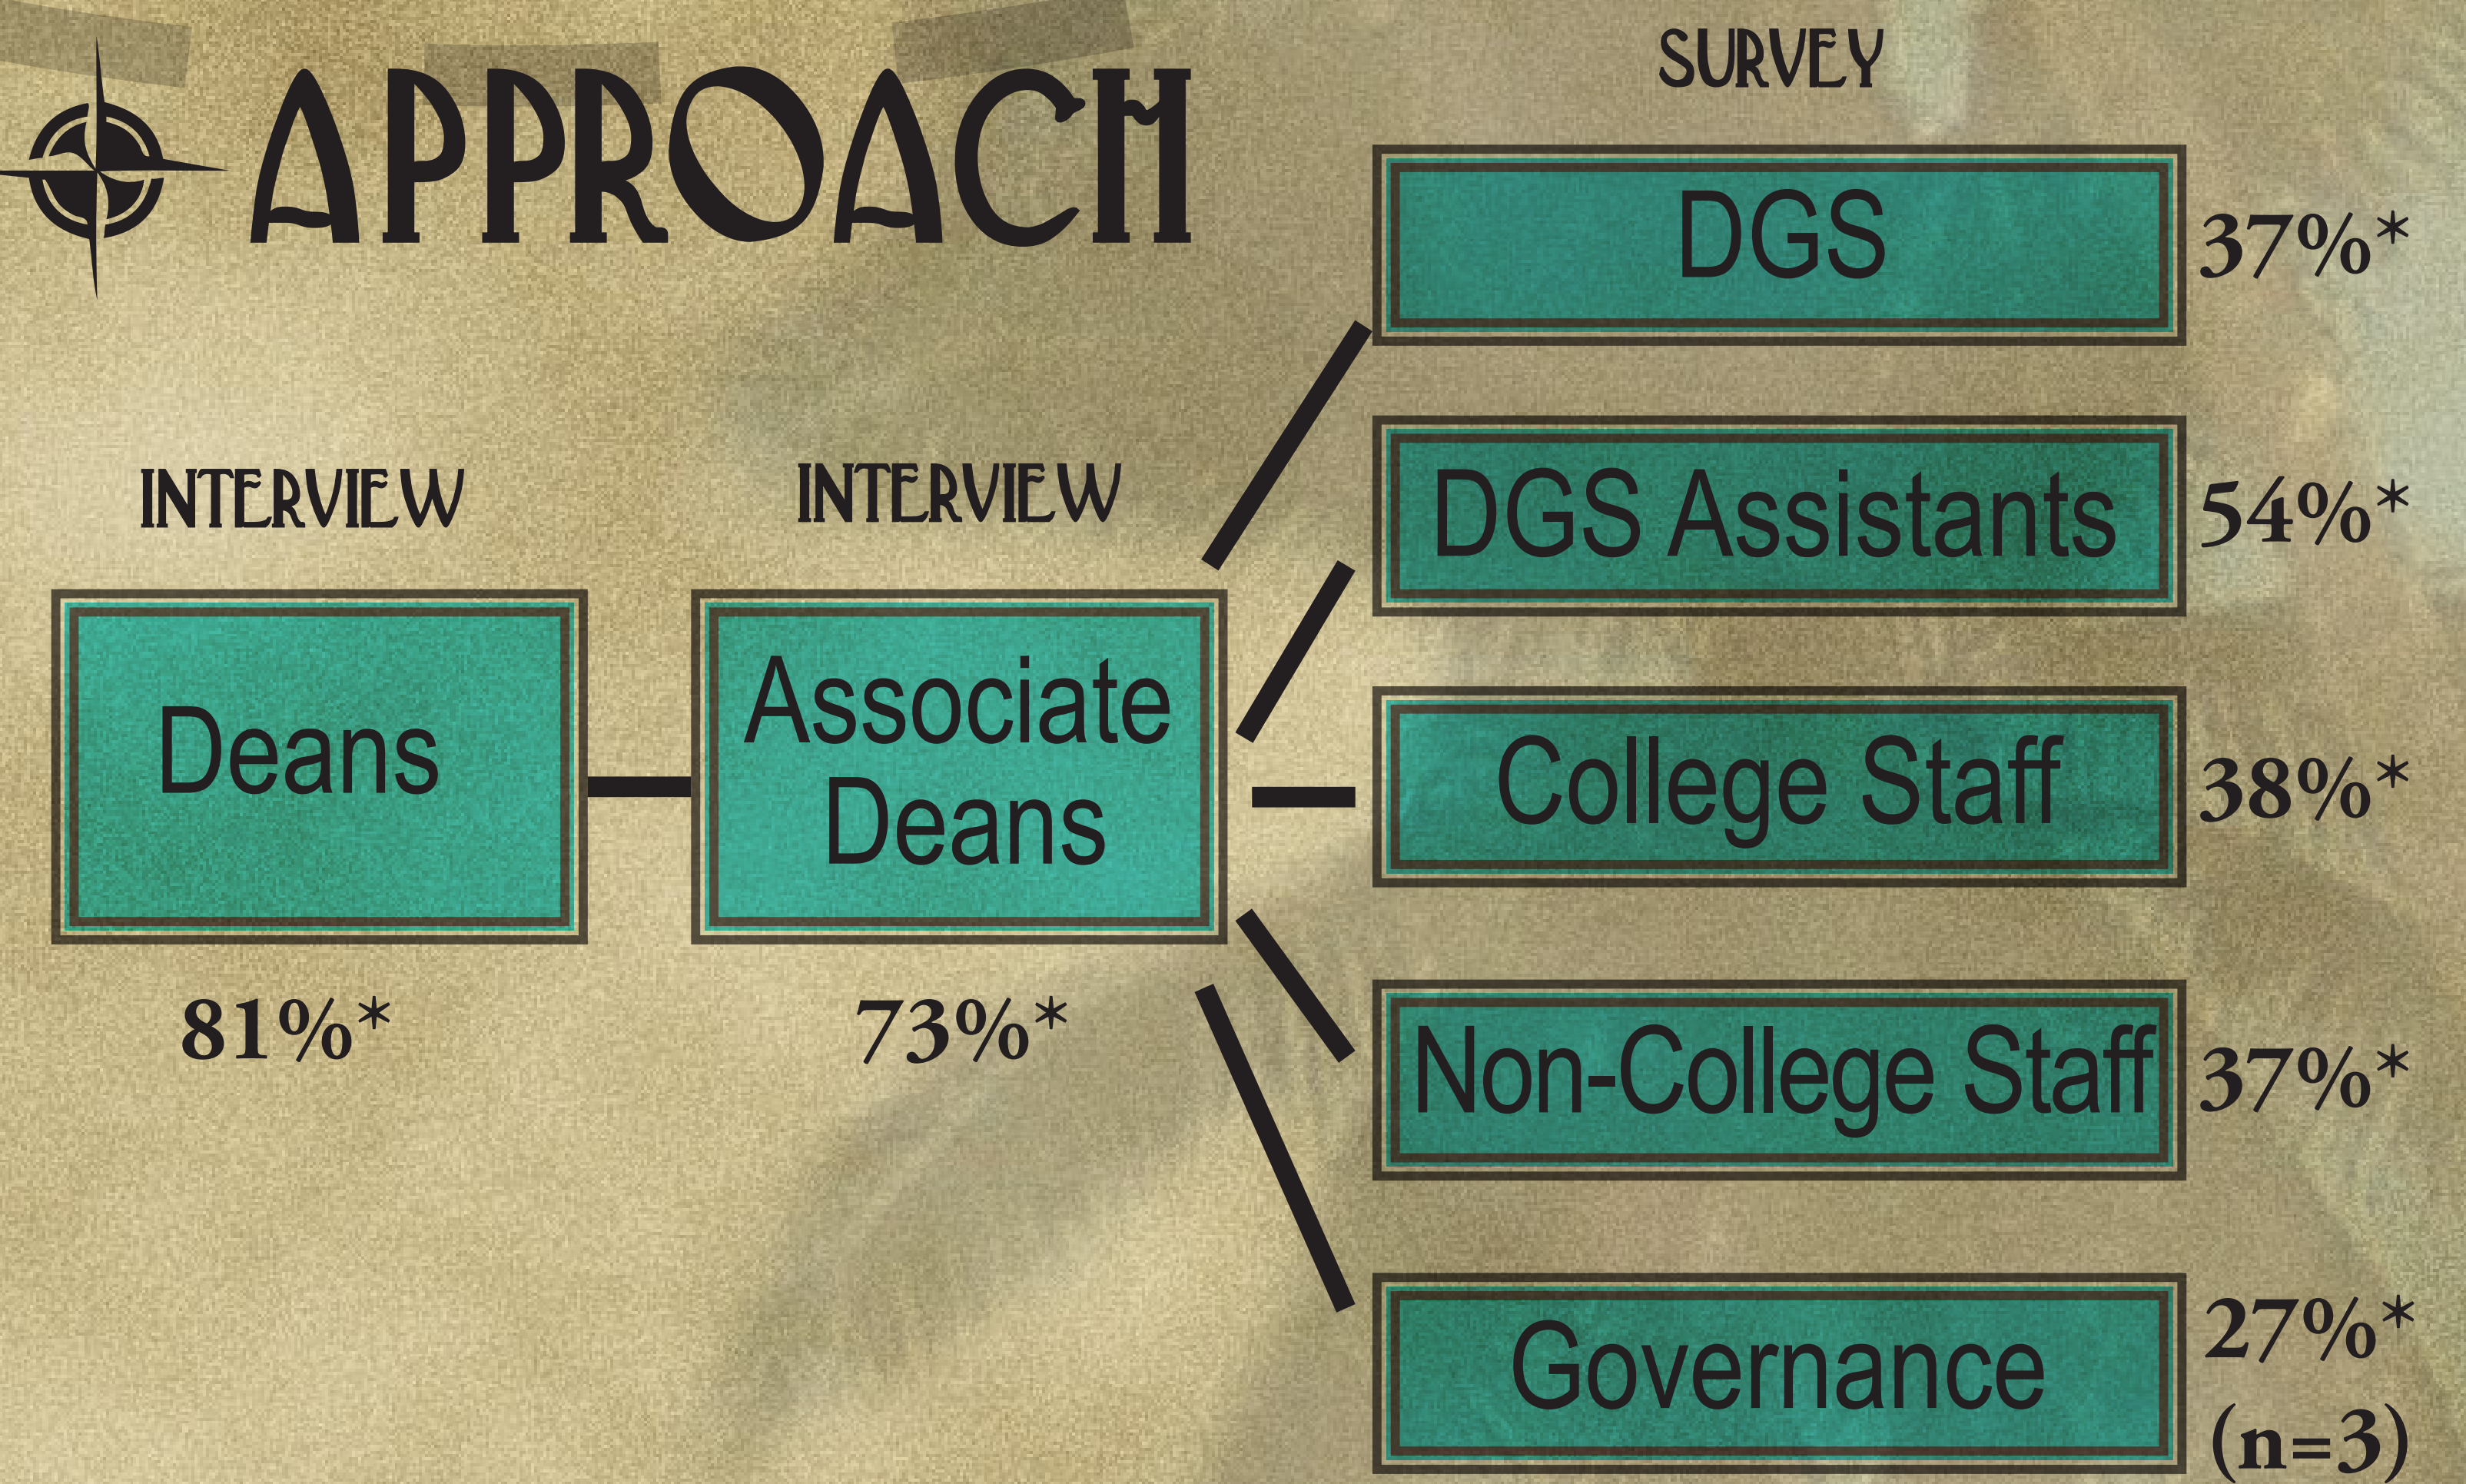 APPROACH
INTERVIEW
Deans
81%*
INTERVIEW
Associate
Deans
73%*
SURVEY
DGS
37%*
DGS Assistants
54%*
College Staff
38%*
Non-College Staff
37%*
Governance
27%*
(n=3)